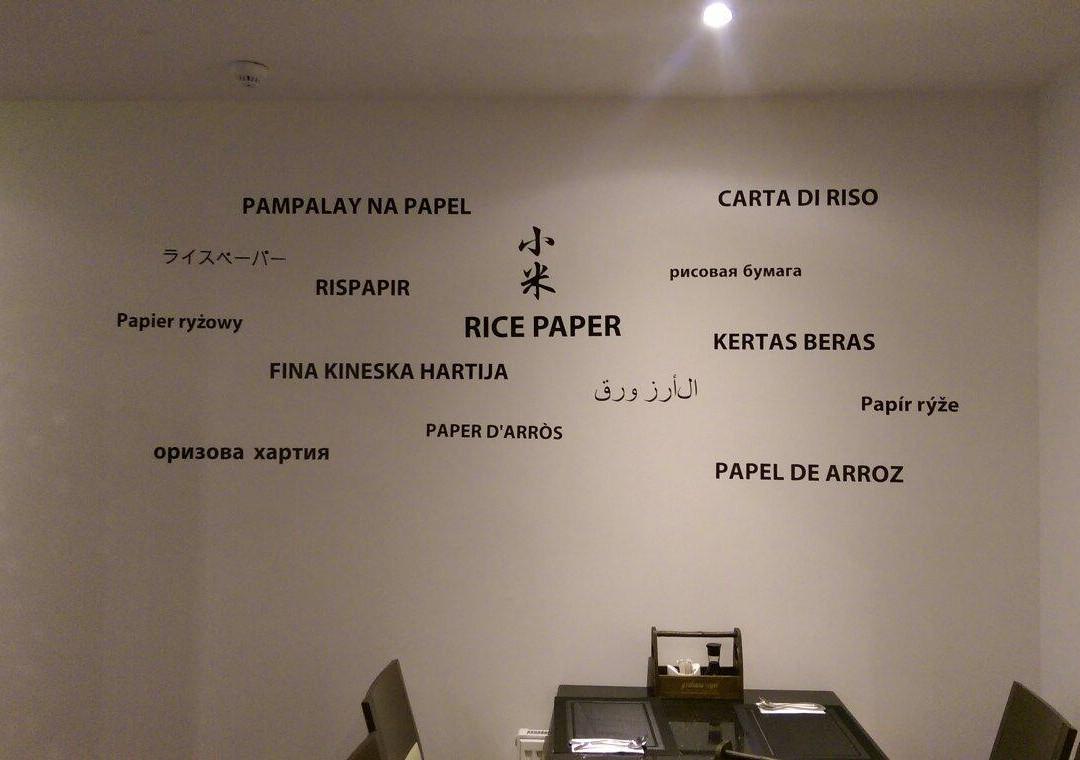 PAMPALAY NA PAPEL
CARTA DI RISO
小米
ライスペーパー
рисовая бумага
RISPAPIR
Papier ryżowy
RICE PAPER
KERTAS BERAS
FINA KINESKA HARTIJA
الأرز ورق
Papír rýže
PAPER D'ARRÒS
оризова хартия
PAPEL DE ARROZ